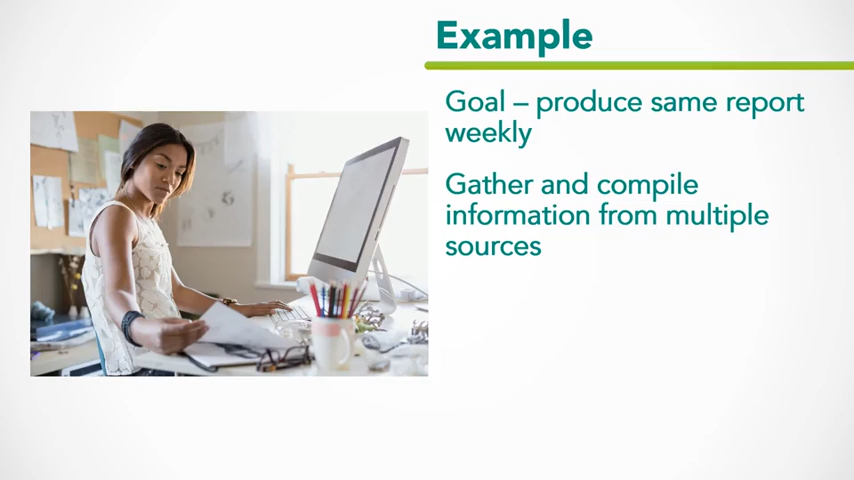 Example
Goal – produce same report
weekly
Gather and compile
information from multiple
sources